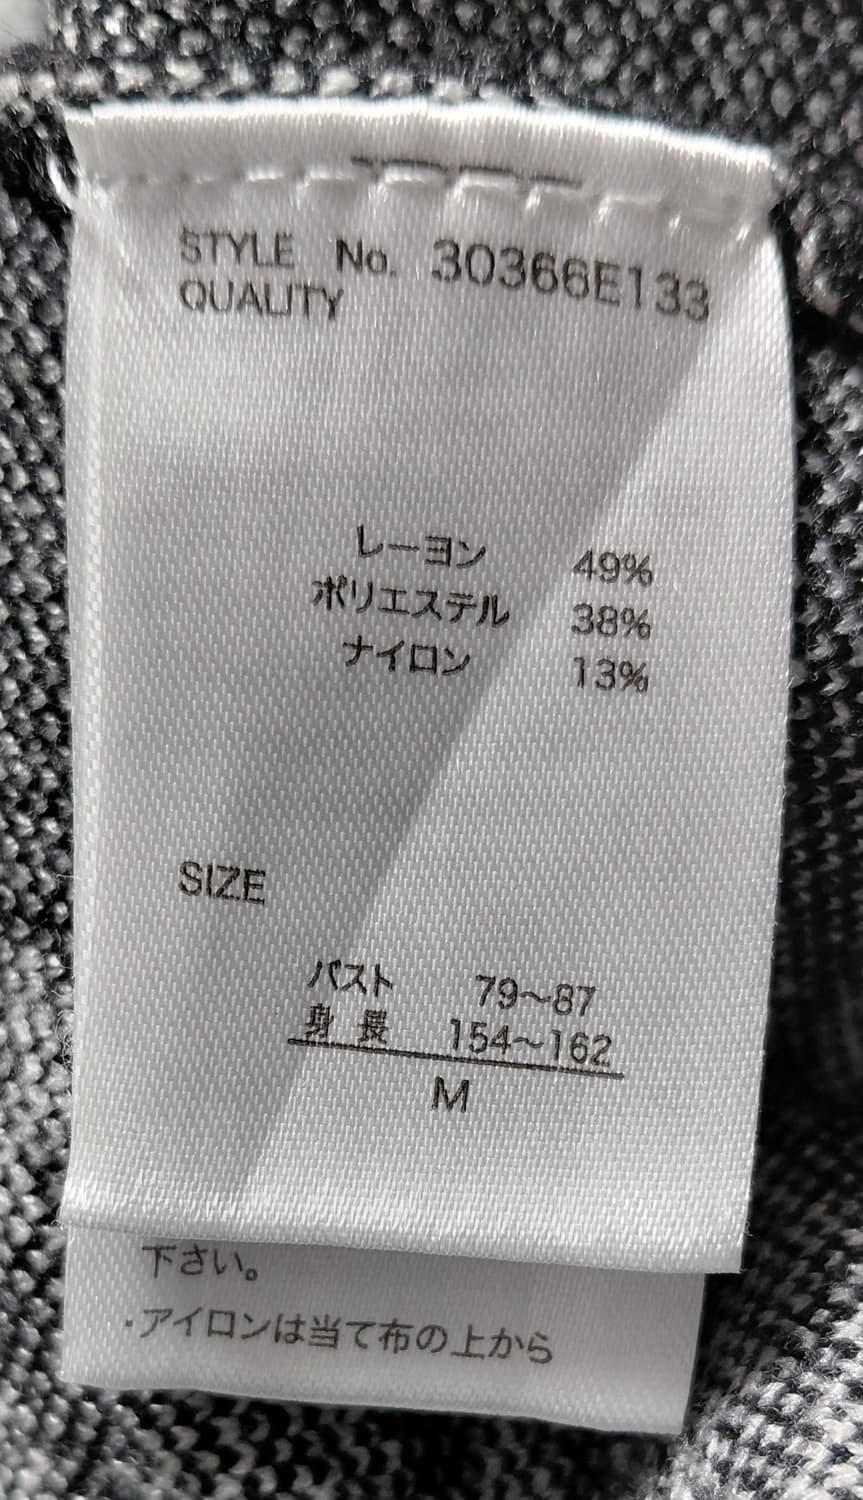 STYLE No. 30366E133
QUALITY
レーヨン 49%
ポリエステル 38%
ナイロン 13%
SIZE
バスト 79~87
身長 154~162
M
下さい。
・アイロンは当て布の上から